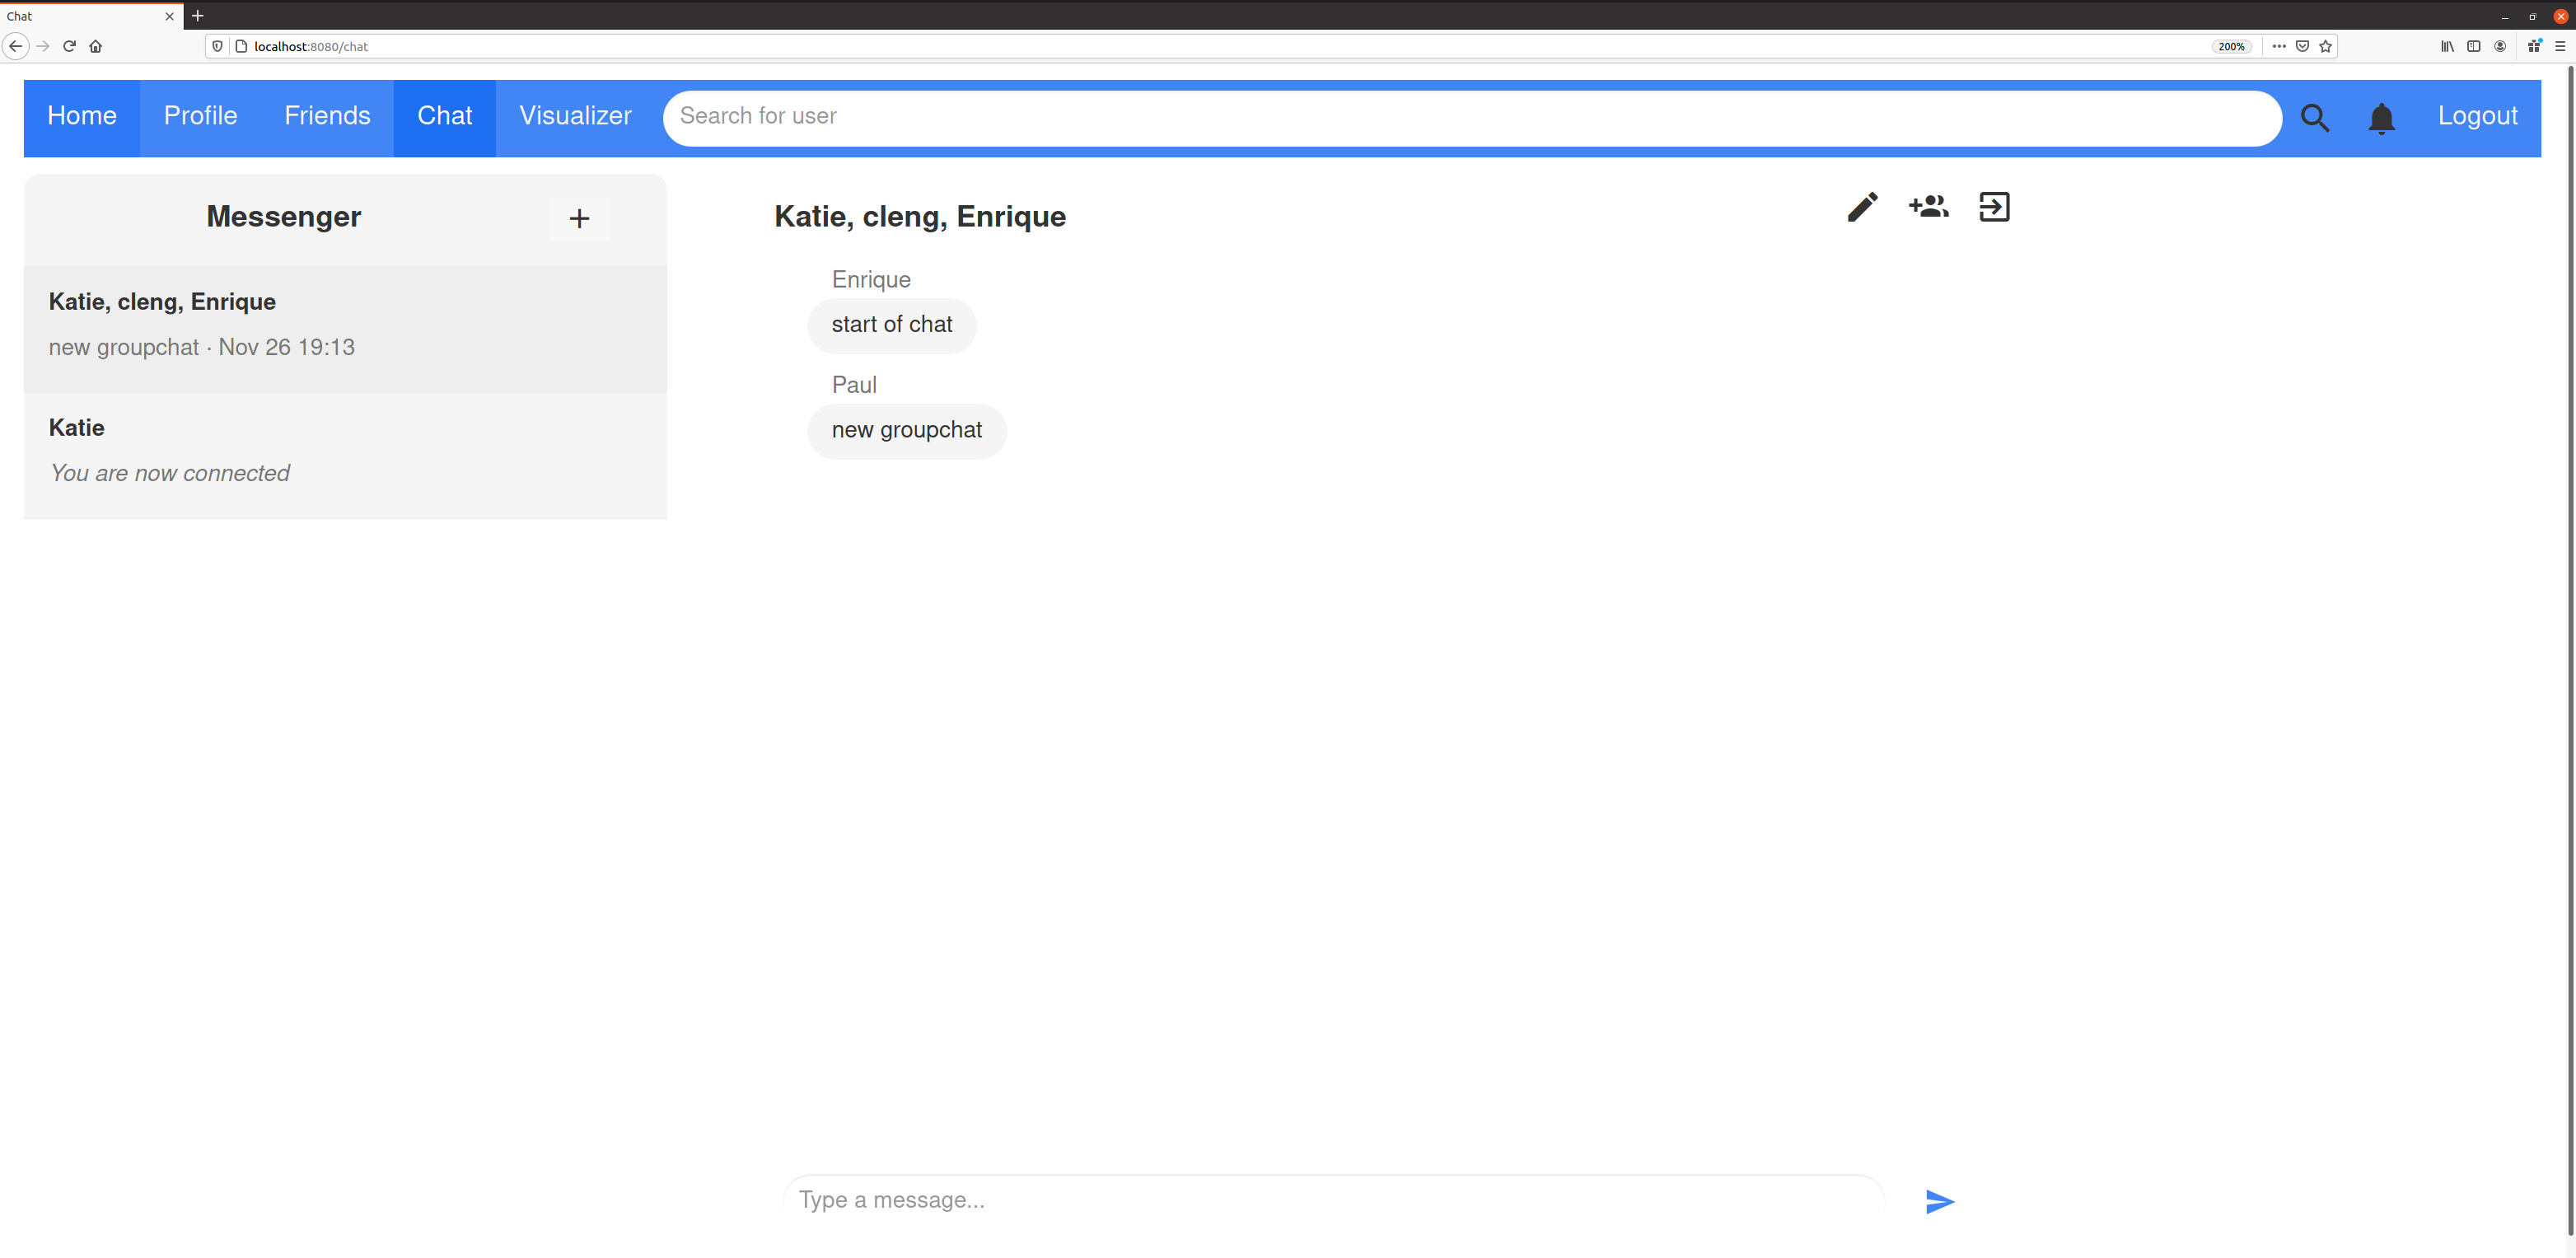 Chat
localhost:8080/chat
200%
Home Profile Friends Chat Visualizer Search for user Logout
Messenger
Katie, cleng, Enrique
new groupchat · Nov 26 19:13
Katie
You are now connected
Katie, cleng, Enrique
Enrique
start of chat
Paul
new groupchat
Type a message...